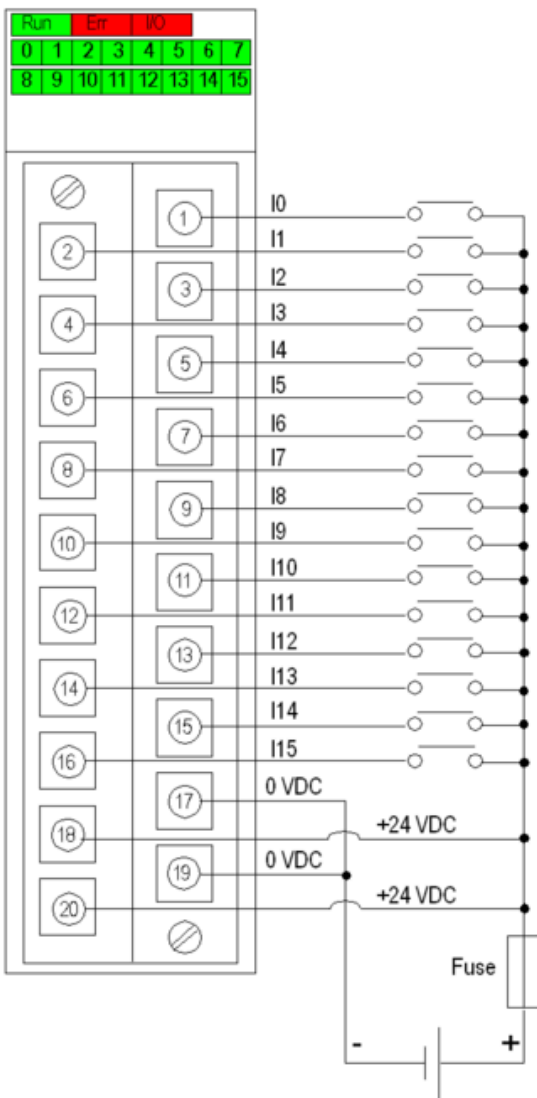 Run Err I/O
0 1 2 3 4 5 6 7
8 9 10 11 12 13 14 15
1 I0
2 I1
3 I2
4 I3
5 I4
6 I5
7 I6
8 I7
9 I8
10 I9
11 I10
12 I11
13 I12
14 I13
15 I14
16 I15
17 0 VDC
18 +24 VDC
19 0 VDC
20 +24 VDC
Fuse
- +